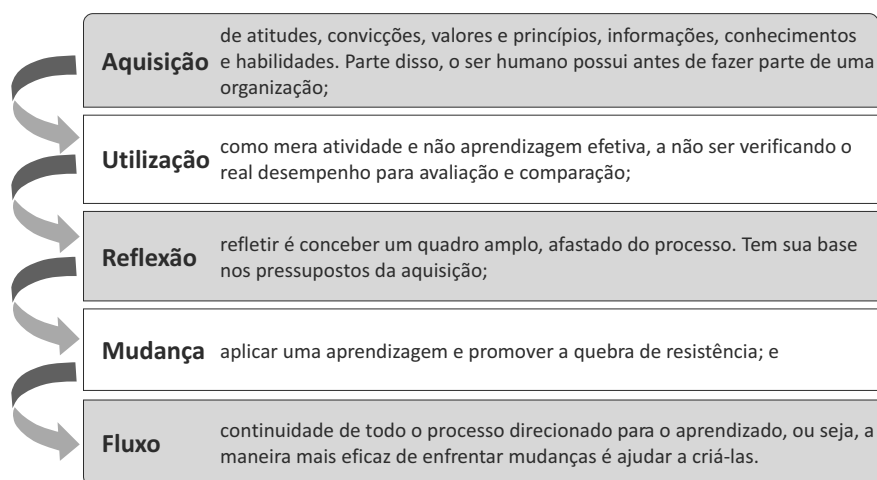 Aquisição
de atitudes, convicções, valores e princípios, informações, conhecimentos
e habilidades. Parte disso, o ser humano possui antes de fazer parte de uma
organização;
Utilização
como mera atividade e não aprendizagem efetiva, a não ser verificando o
real desempenho para avaliação e comparação;
Reflexão
refletir é conceber um quadro amplo, afastado do processo. Tem sua base
nos pressupostos da aquisição;
Mudança
aplicar uma aprendizagem e promover a quebra de resistência; e
Fluxo
continuidade de todo o processo direcionado para o aprendizado, ou seja, a
maneira mais eficaz de enfrentar mudanças é ajudar a criá-las.